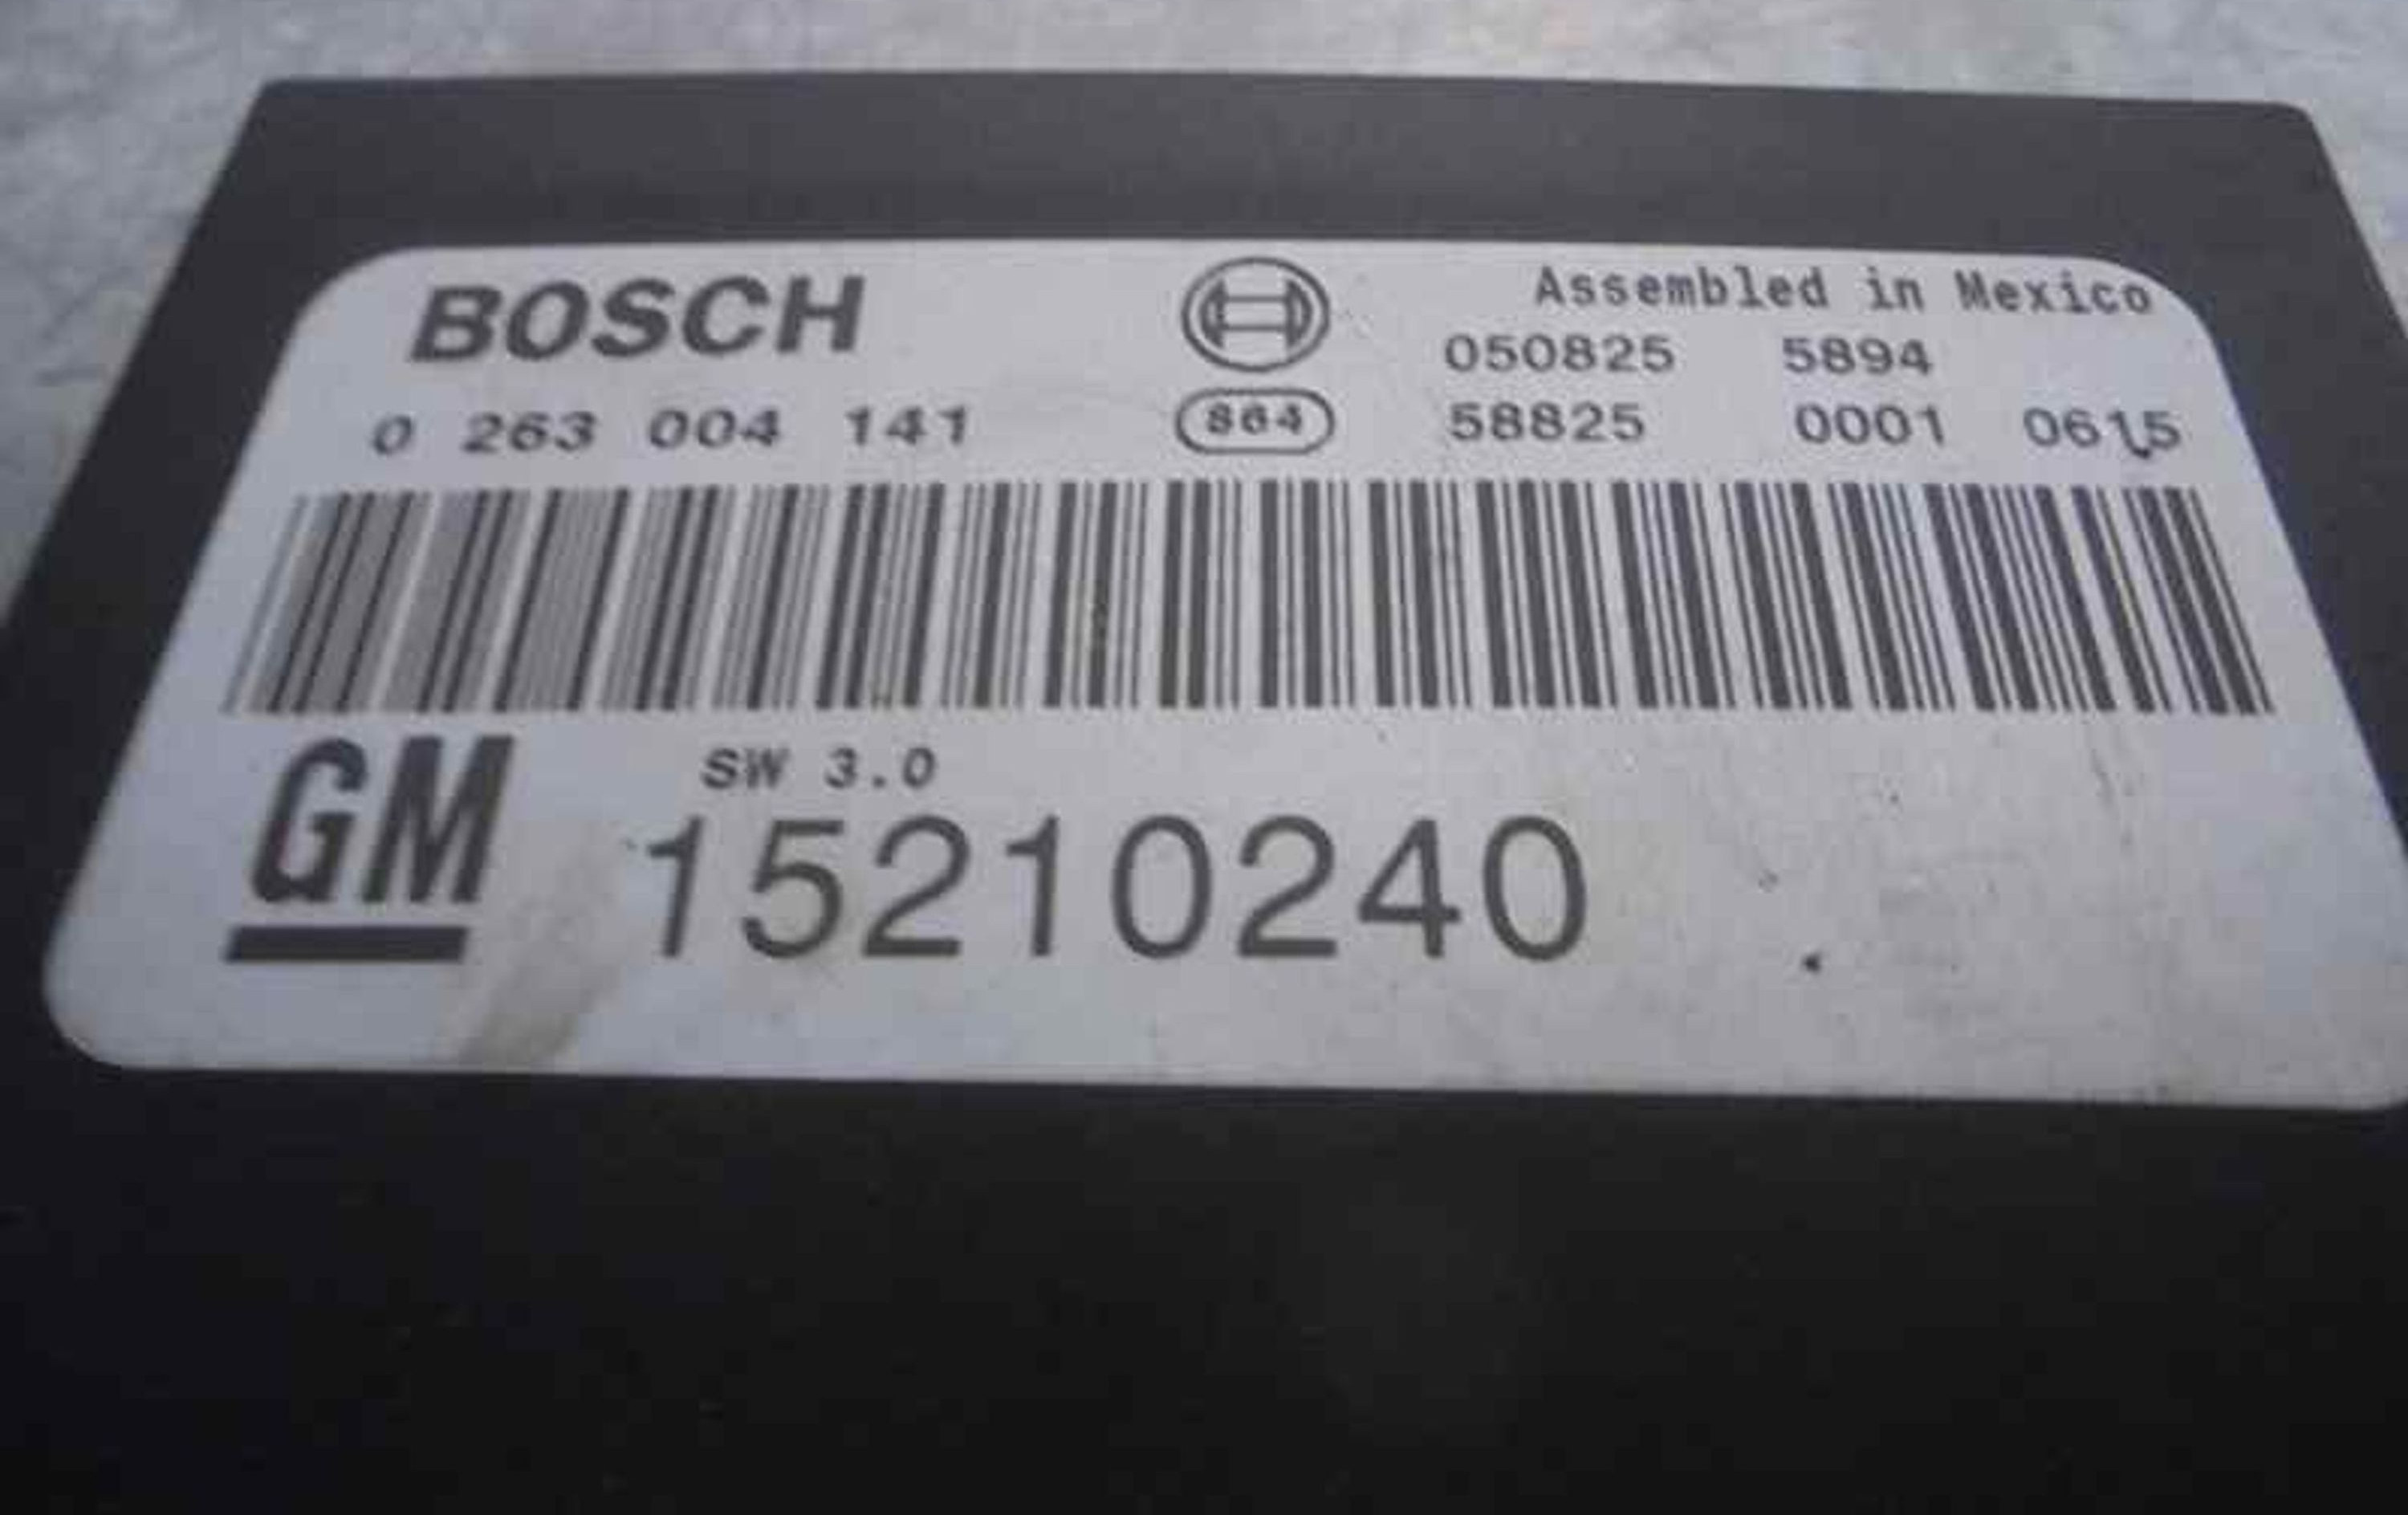 BOSCH
Assembled in Mexico
050825 5894
0 263 004 141
864
58825 0001 0615
SW 3.0
GM
15210240